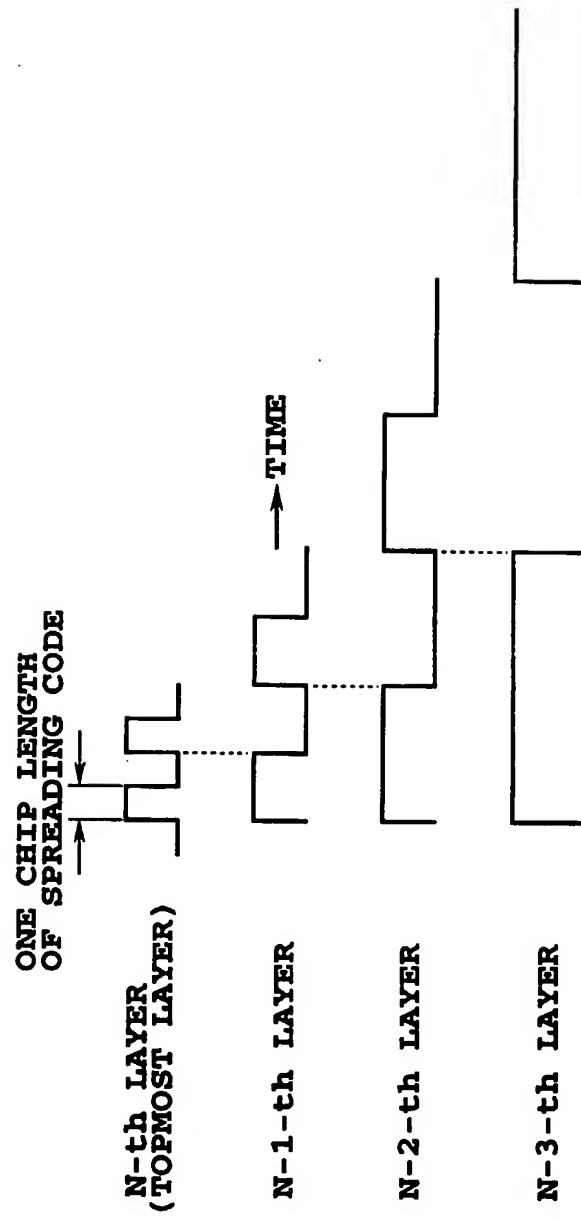 ONE CHIP LENGTH
OF SPREADING CODE
N-th LAYER
(TOPMOST LAYER)
TIME
N-1-th LAYER
N-2-th LAYER
N-3-th LAYER